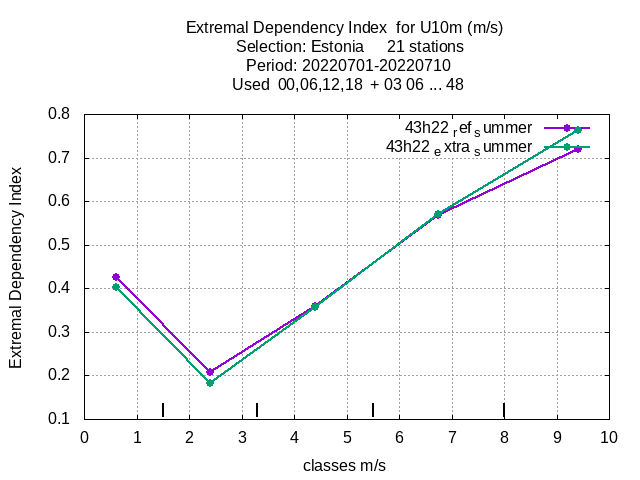 Extremal Dependency Index for U10m (m/s)
Selection: Estonia 21 stations
Period: 20220701-20220710
Used 00,06,12,18 + 03 06 ... 48
43h22 ref summer
43h22 extra summer
Extremal Dependency Index
0.8
0.7
0.6
0.5
0.4
0.3
0.2
0.1
0 1 2 3 4 5 6 7 8 9 10
classes m/s